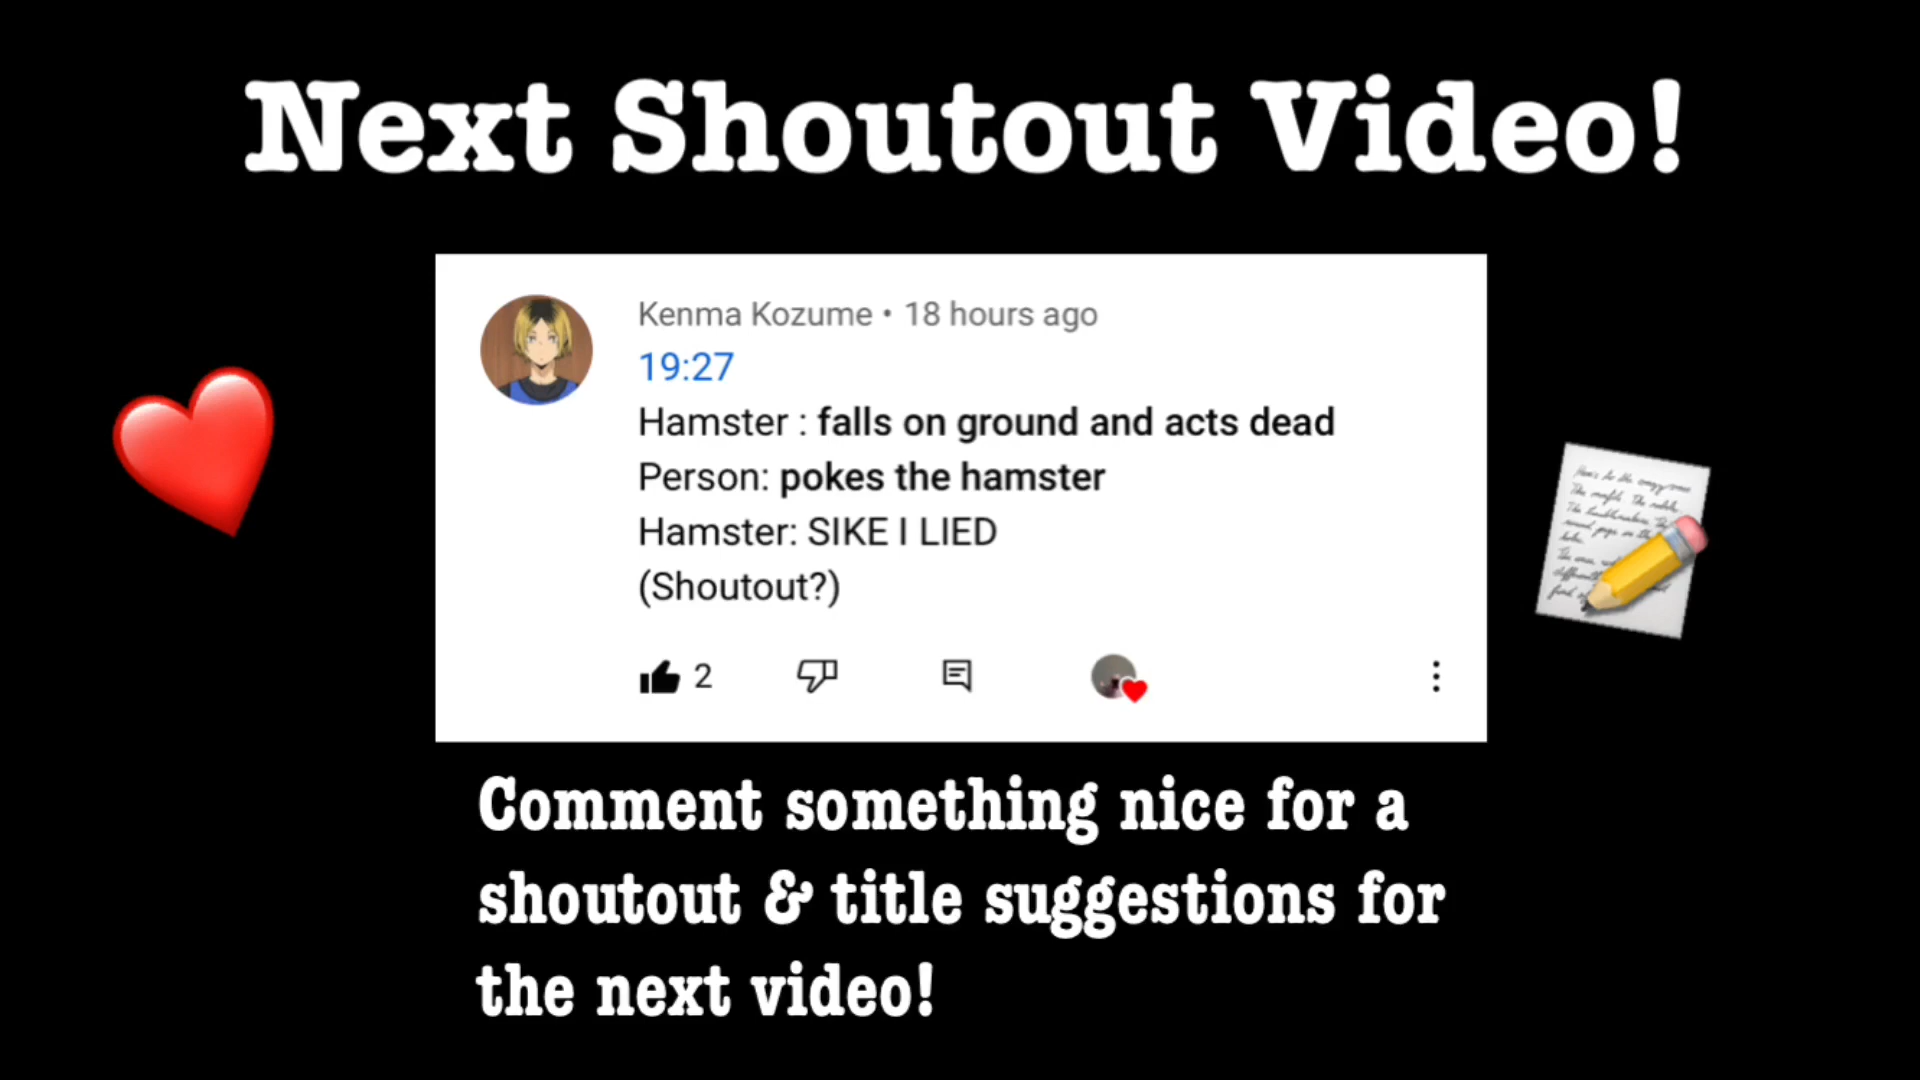 Next Shoutout Video!
Kenma Kozume • 18 hours ago
19:27
Hamster : falls on ground and acts dead
Person: pokes the hamster
Hamster: SIKE I LIED
(Shoutout?)
2
Comment something nice for a
shoutout & title suggestions for
the next video!